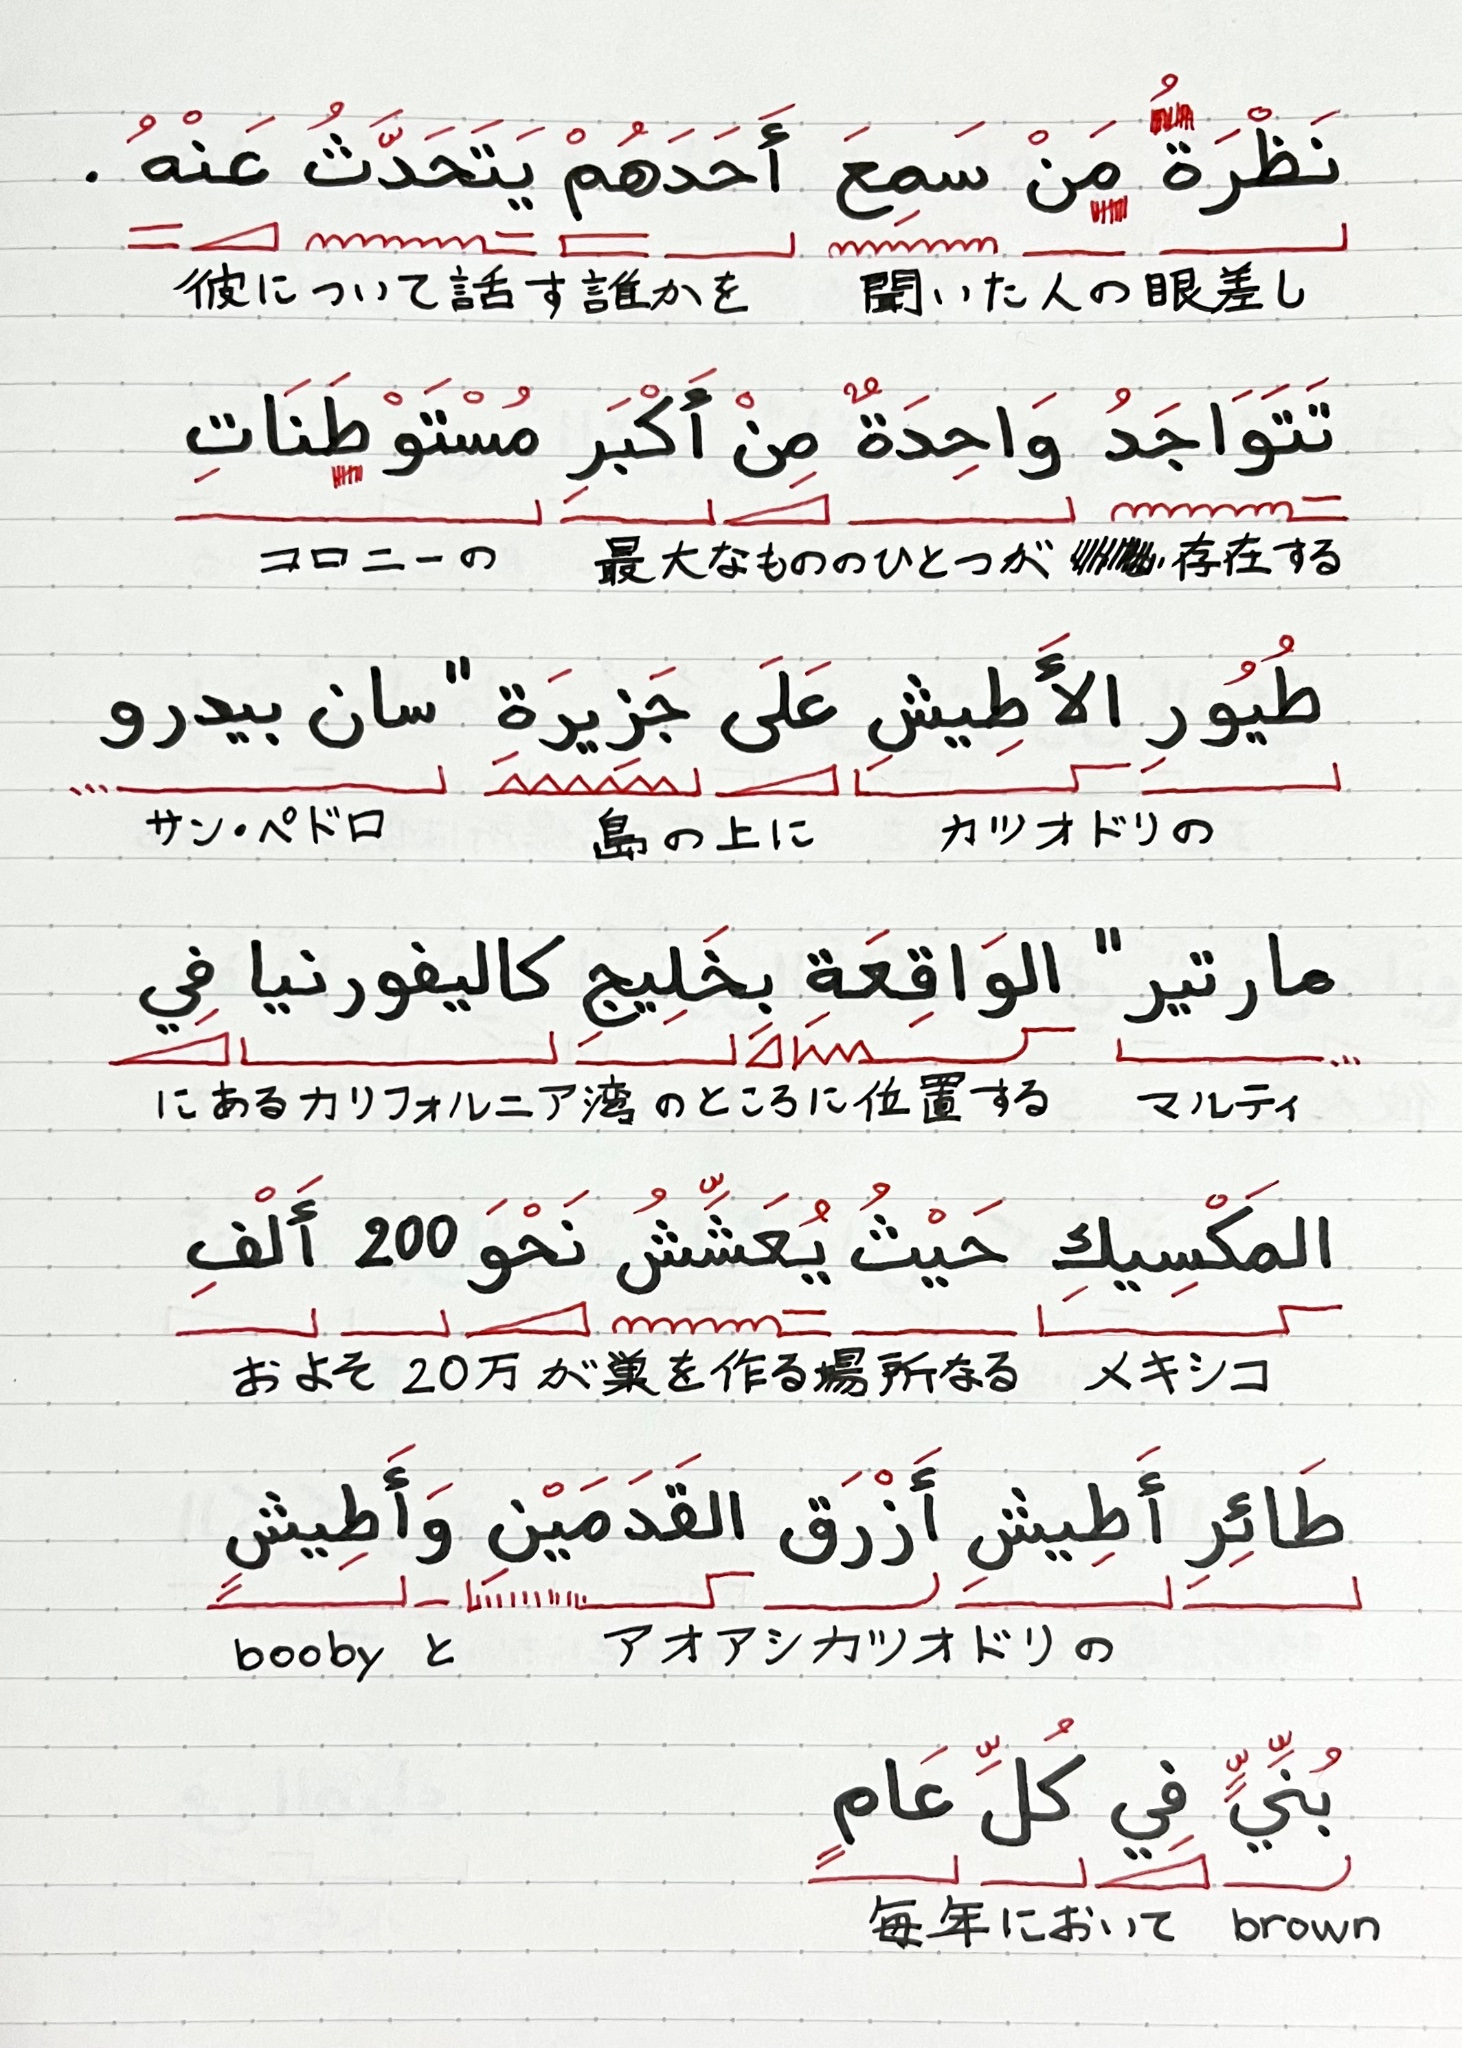 نَظْرَةُ مَنْ سَمِعَ أَحَدَهُمْ يَتَحَدَّثُ عَنْهُ .
彼について話す誰かを 聞いた人の眼差し
تَتَوَاجَدُ وَاحِدَةٌ مِنْ أَكْبَرِ مُسْتَوْطَنَاتِ
コロニーの 最大なもののひとつが 存在する
طُيُورِ الأَطِيشِ عَلَى جَزِيرَةِ "سان بيدرو
サン・ペドロ 島の上に カツオドリの
مارتير" الوَاقِعَةِ بِخَلِيجِ كاليفورنيا فِي
にあるカリフォルニア湾のところに位置する マルティ
المَكْسِيكِ حَيْثُ يُعَشِّشُ نَحْوَ 200 أَلْفِ
およそ 20万が巣を作る場所なる メキシコ
طَائِرِ أَطِيشِ أَزْرَق القَدَمَيْنِ وَأَطِيشٍ
booby と アオアシカツオドリの
بُنِّيٍّ فِي كُلِّ عَامٍ
毎年において brown